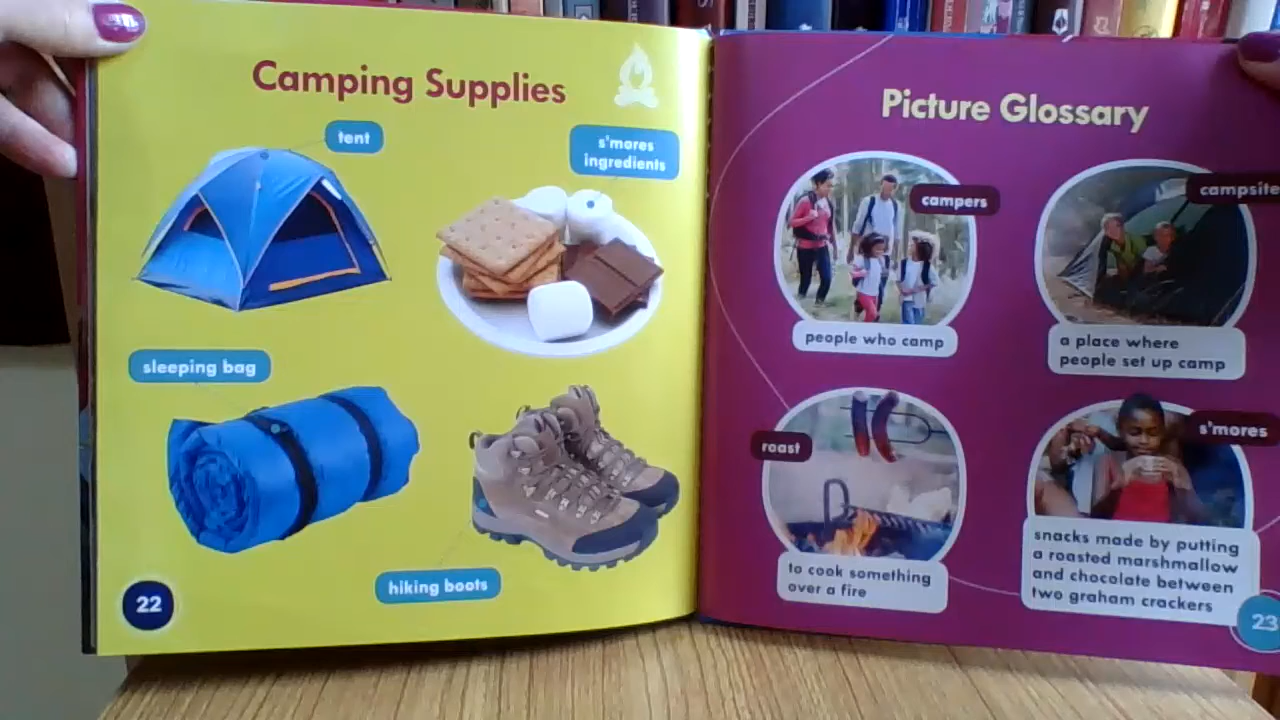 Camping Supplies
tent
s'mores
ingredients
sleeping bag
hiking boots
22
Picture Glossary
campers
people who camp
campsite
a place where
people set up camp
roast
to cook something
over a fire
s'mores
snacks made by putting
a roasted marshmallow
and chocolate between
two graham crackers
23